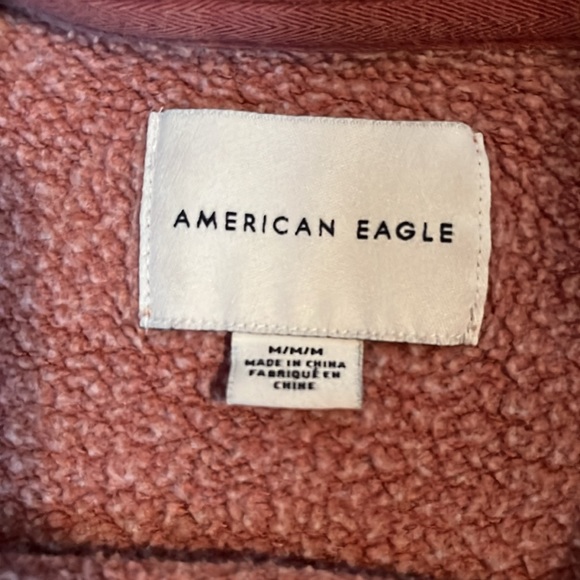 AMERICAN EAGLE
M/M/M
MADE IN CHINA
FABRIQUÉ EN
CHINE